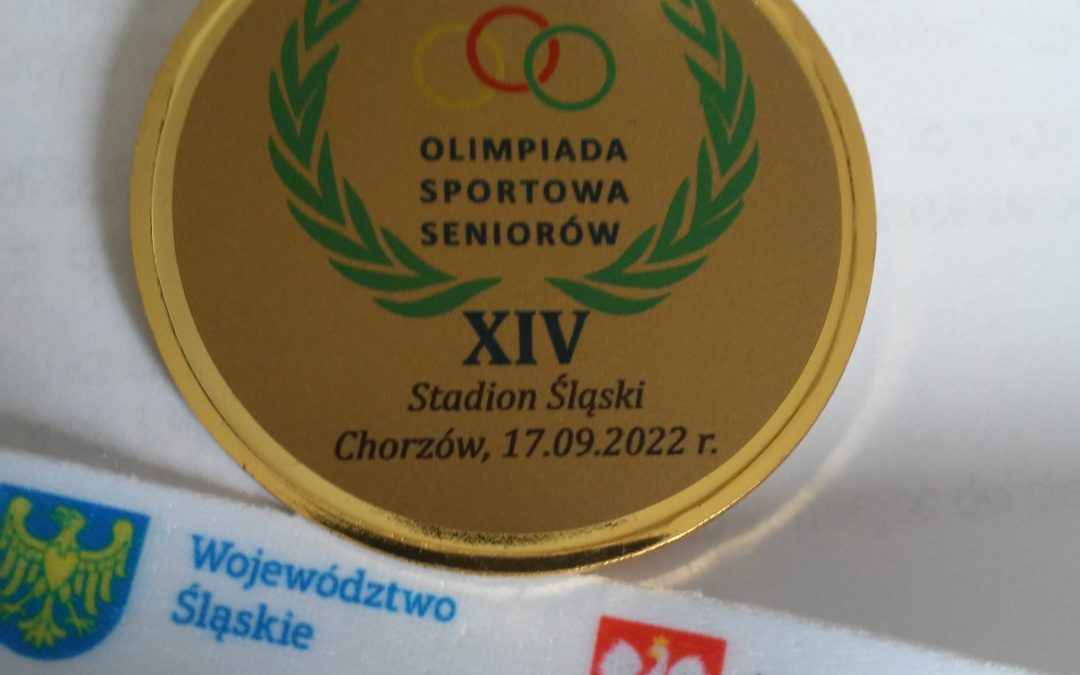 OLIMPIADA
SPORTOWA
SENIORÓW
XIV
Stadion Śląski
Chorzów, 17.09.2022 r.
Województwo
Śląskie